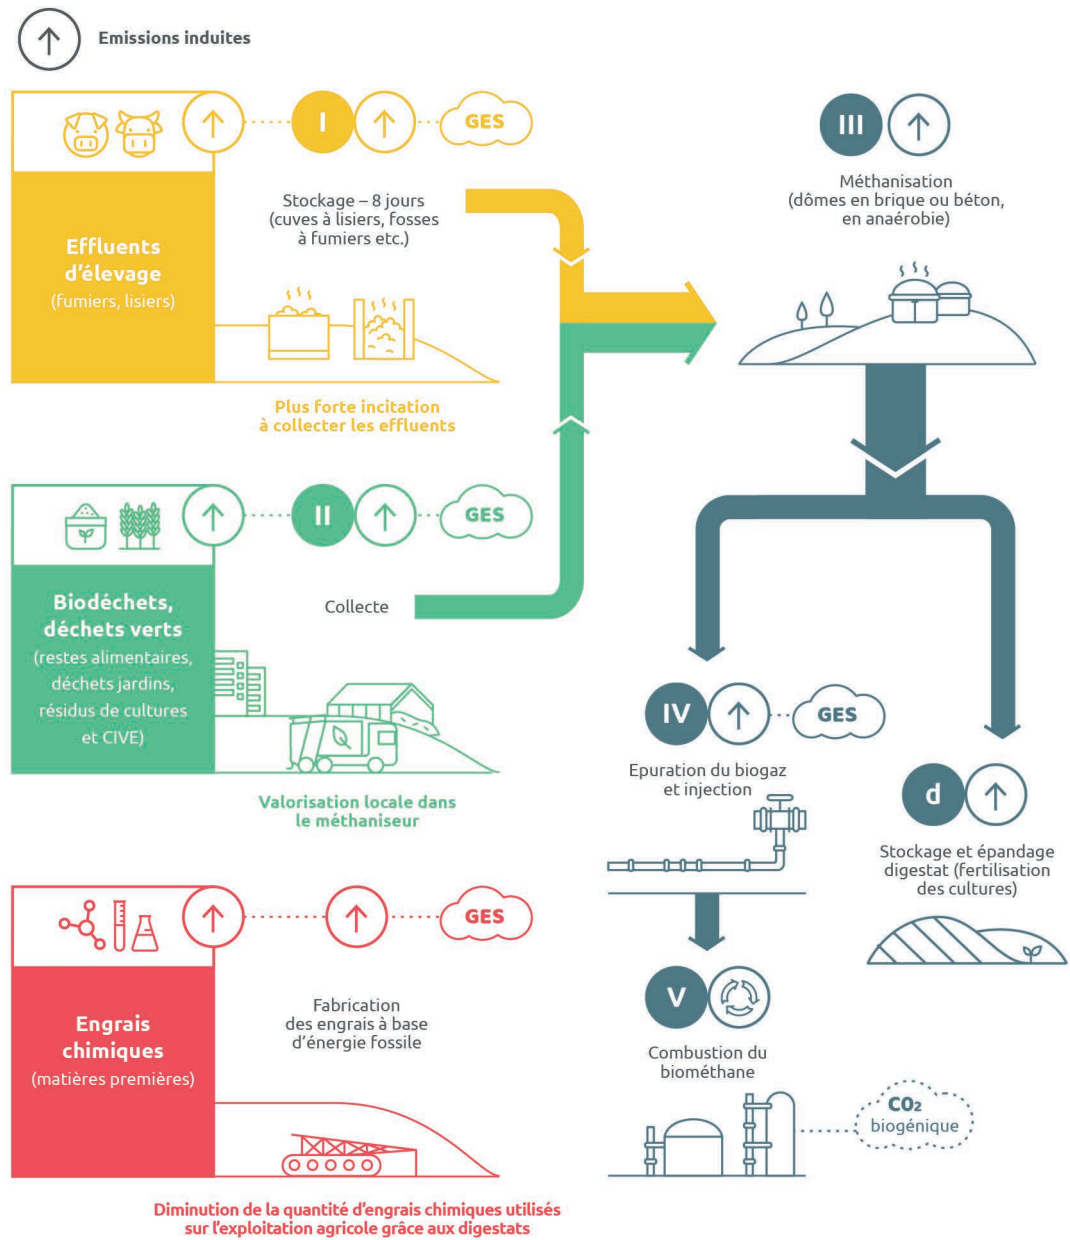 Emissions induites
I
GES
Effluents
d'élevage
(fumiers, lisiers)
Stockage – 8 jours
(cuves à lisiers, fosses
à fumiers etc.)
Plus forte incitation
à collecter les effluents
III
Méthanisation
(dômes en brique ou béton,
en anaérobie)
II
GES
Biodéchets,
déchets verts
(restes alimentaires,
déchets jardins,
résidus de cultures
et CIVE)
Collecte
Valorisation locale dans
le méthaniseur
IV
GES
Epuration du biogaz
et injection
d
Stockage et épandage
digestat (fertilisation
des cultures)
GES
Engrais
chimiques
(matières premières)
Fabrication
des engrais à base
d'énergie fossile
Diminution de la quantité d'engrais chimiques utilisés
sur l'exploitation agricole grâce aux digestats
V
Combustion du
biométhane
CO₂
biogénique